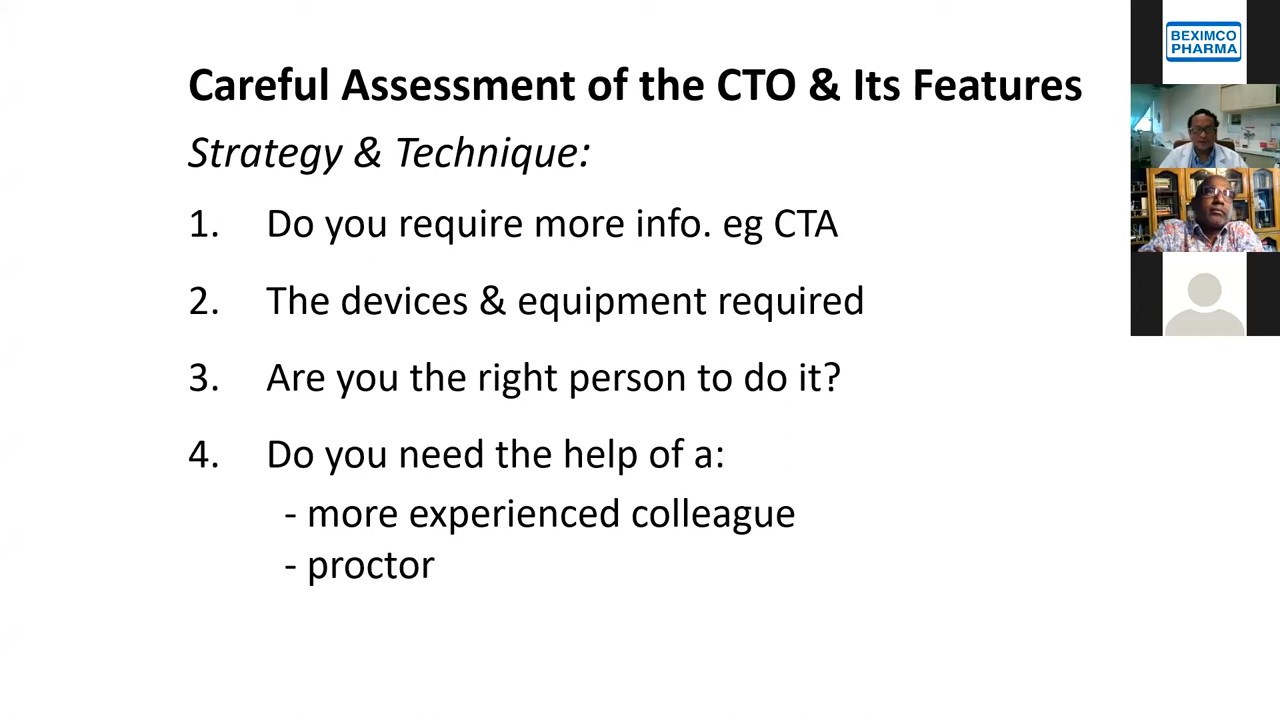 Careful Assessment of the CTO & Its Features
Strategy & Technique:
1. Do you require more info. eg CTA
2. The devices & equipment required
3. Are you the right person to do it?
4. Do you need the help of a:
- more experienced colleague
- proctor
BEXIMCO
PHARMA